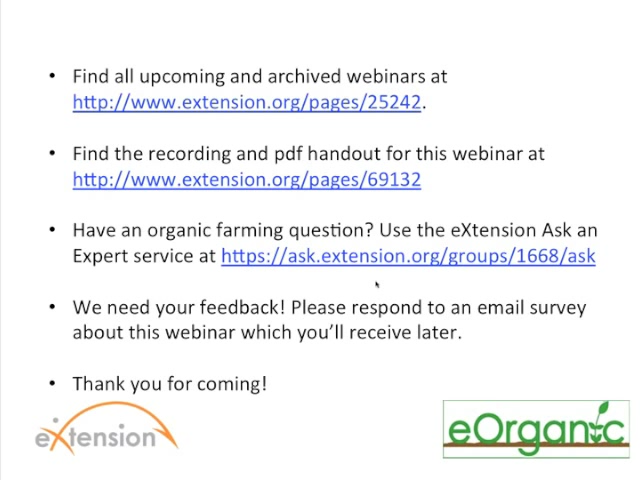 • Find all upcoming and archived webinars at
http://www.extension.org/pages/25242.
• Find the recording and pdf handout for this webinar at
http://www.extension.org/pages/69132
• Have an organic farming question? Use the eXtension Ask an
Expert service at https://ask.extension.org/groups/1668/ask
• We need your feedback! Please respond to an email survey
about this webinar which you’ll receive later.
• Thank you for coming!
eXtension
eOrganic